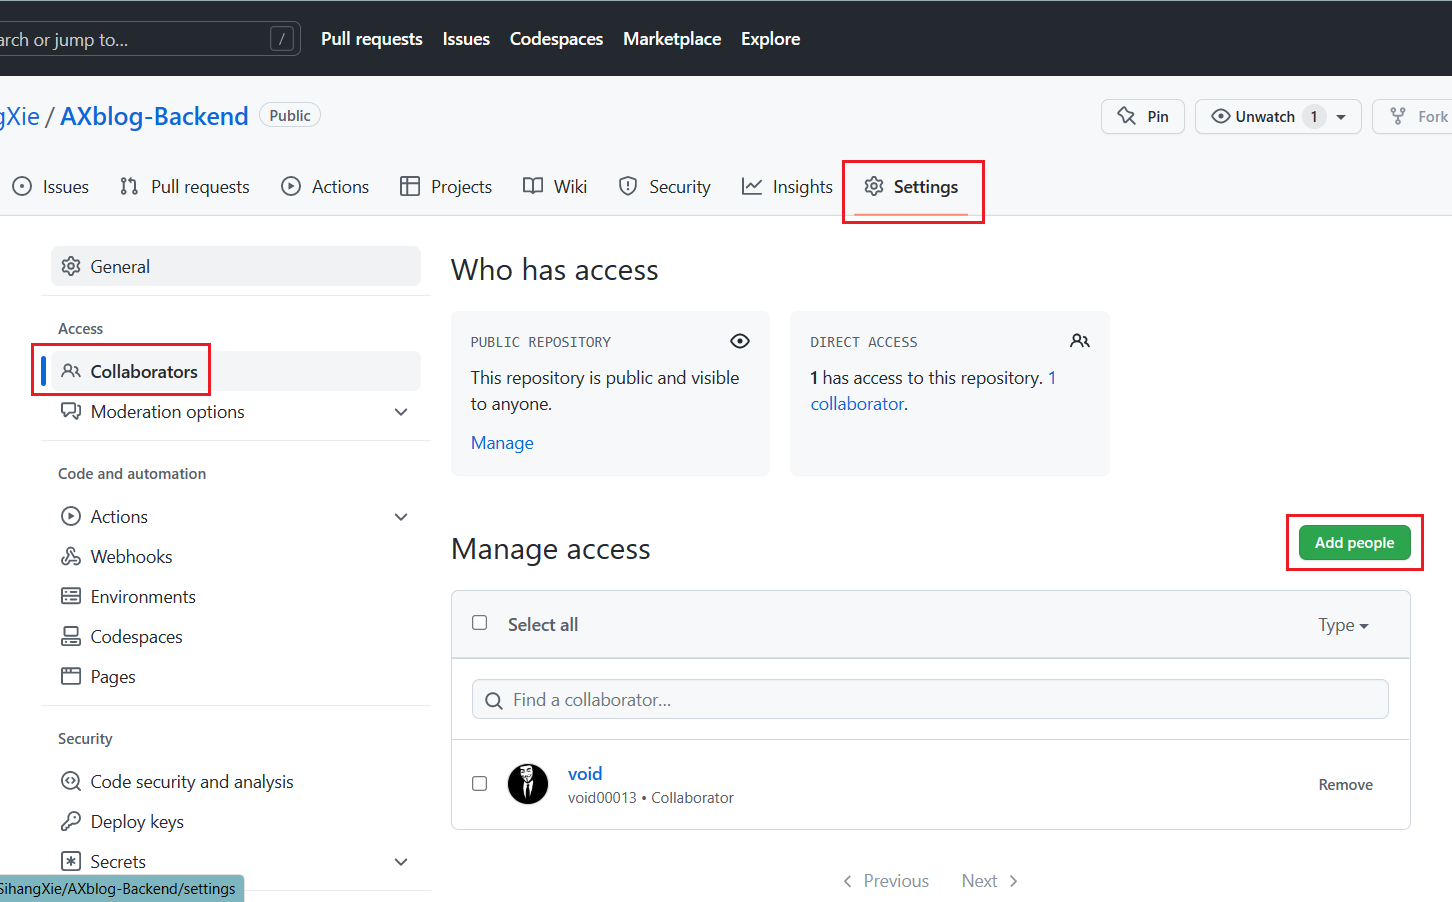 arch or jump to... / Pull requests Issues Codespaces Marketplace Explore
gXie / AXblog-Backend Public Pin Unwatch 1 Fork
Issues Pull requests Actions Projects Wiki Security Insights Settings
General
Access
Collaborators
Moderation options
Code and automation
Actions
Webhooks
Environments
Codespaces
Pages
Security
Code security and analysis
Deploy keys
Secrets
SihangXie/AXblog-Backend/settings
Who has access
PUBLIC REPOSITORY
This repository is public and visible
to anyone.
Manage
DIRECT ACCESS
1 has access to this repository. 1
collaborator.
Manage access Add people
Select all Type
Find a collaborator...
void
void00013 • Collaborator Remove
Previous Next